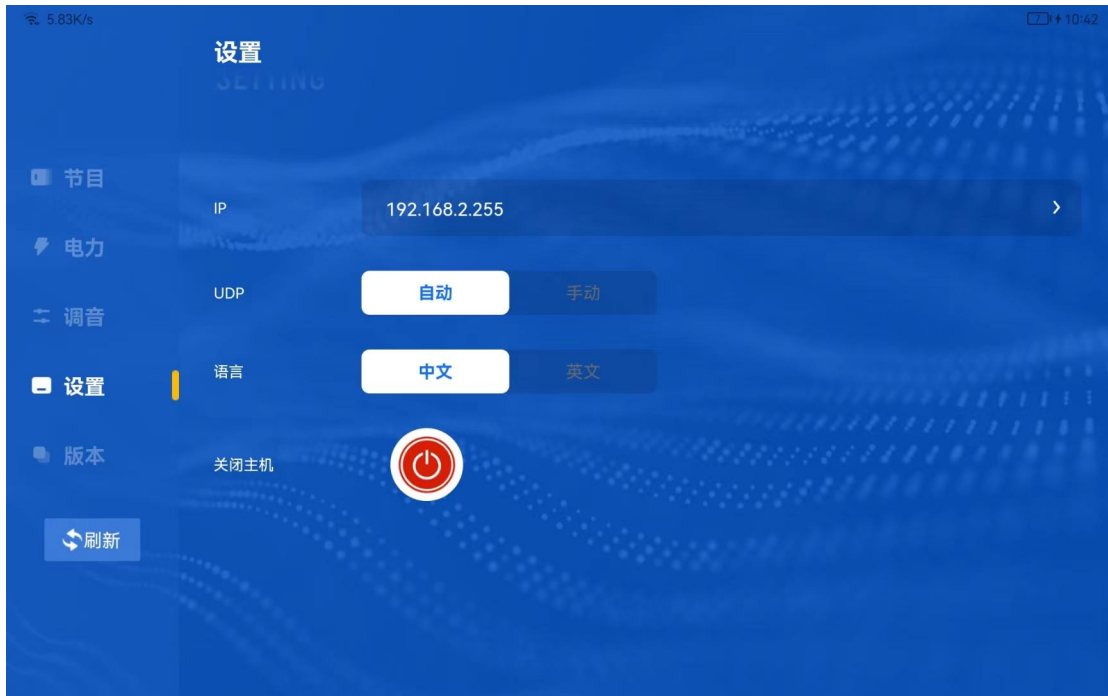 5.83K/s
7 10:42
设置
SETTING
节目
IP 192.168.2.255
电力
UDP 自动 手动
调音
语言 中文 英文
设置
版本
关闭主机
刷新